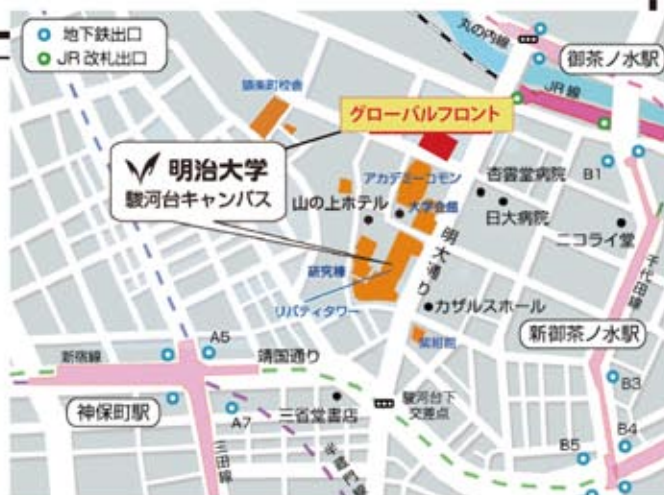 地下鉄出口
JR改札出口
丸の内線
御茶ノ水駅
JR線
猿楽町校舎
グローバルフロント
明治大学
駿河台キャンパス
アカデミーコモン
杏雲堂病院
B1
山の上ホテル
大学会館
日大病院
ニコライ堂
明大通り
千代田線
研究棟
リバティタワー
カザルスホール
紫紺館
新御茶ノ水駅
A5
新宿線
靖国通り
B3
神保町駅
A7
三省堂書店
駿河台下
交差点
三田線
半蔵門線
B4
B5